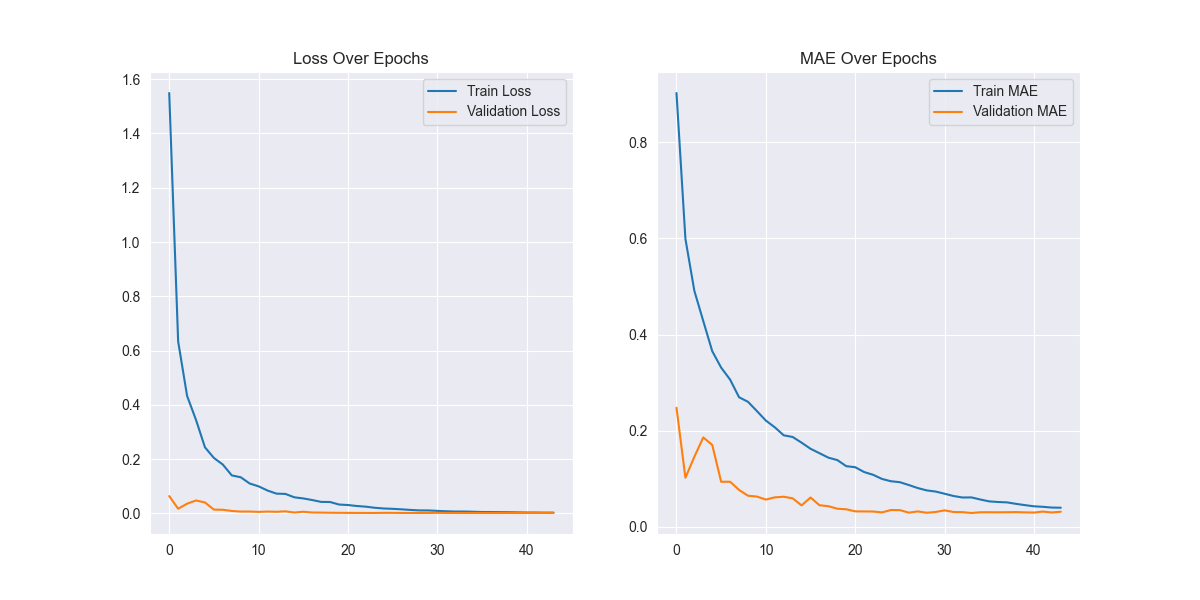 Loss Over Epochs
Train Loss
Validation Loss
1.6
1.4
1.2
1.0
0.8
0.6
0.4
0.2
0.0
0 10 20 30 40
MAE Over Epochs
Train MAE
Validation MAE
0.8
0.6
0.4
0.2
0.0
0 10 20 30 40